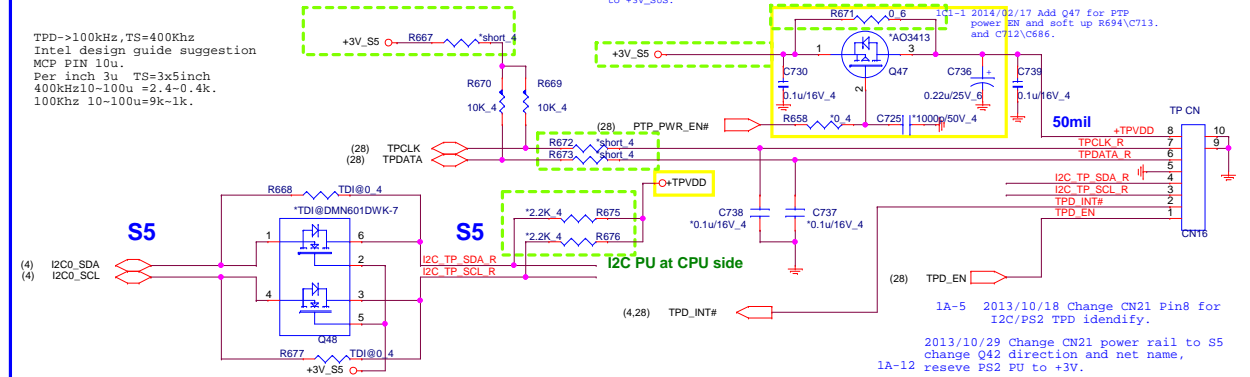 to +3V_S0S.
TPD->100kHz,TS=400Khz
Intel design guide suggestion
MCP PIN 10u.
Per inch 3u  TS=3x5inch
400kHz10~100u =2.4~0.4k.
100Khz 10~100u=9k~1k.
+3V_S5
R667
*short_4
R670
R669
10K_4
10K_4
R671
0_6
1C1-1 2014/02/17 Add Q47 for PTP
power EN and soft up R694\C713.
and C712\C686.
*AO3413
+3V_S5
1
3
2
Q47
C730
0.1u/16V_4
C736
+
0.22u/25V_6
C739
0.1u/16V_4
(28) PTP_PWR_EN#
R658
*0_4
C725
*1000p/50V_4
50mil
TP CN
+TPVDD
TPCLK_R
TPDATA_R
I2C_TP_SDA_R
I2C_TP_SCL_R
TPD_INT#
TPD_EN
8
7
6
5
4
3
2
1
10
9
CN16
(28) TPCLK
(28) TPDATA
R672
*short_4
R673
*short_4
+TPVDD
C738
*0.1u/16V_4
C737
*0.1u/16V_4
R668
TDI@0_4
*TDI@DMN601DWK-7
S5
S5
*2.2K_4
R675
*2.2K_4
R676
1
6
2
4
3
5
Q48
(4) I2C0_SDA
(4) I2C0_SCL
I2C_TP_SDA_R
I2C_TP_SCL_R
I2C PU at CPU side
R677
TDI@0_4
+3V_S5
(28) TPD_EN
(4,28) TPD_INT#
1A-5 2013/10/18 Change CN21 Pin8 for
I2C/PS2 TPD idendify.
2013/10/29 Change CN21 power rail to S5
change Q42 direction and net name,
1A-12 reseve PS2 PU to +3V.